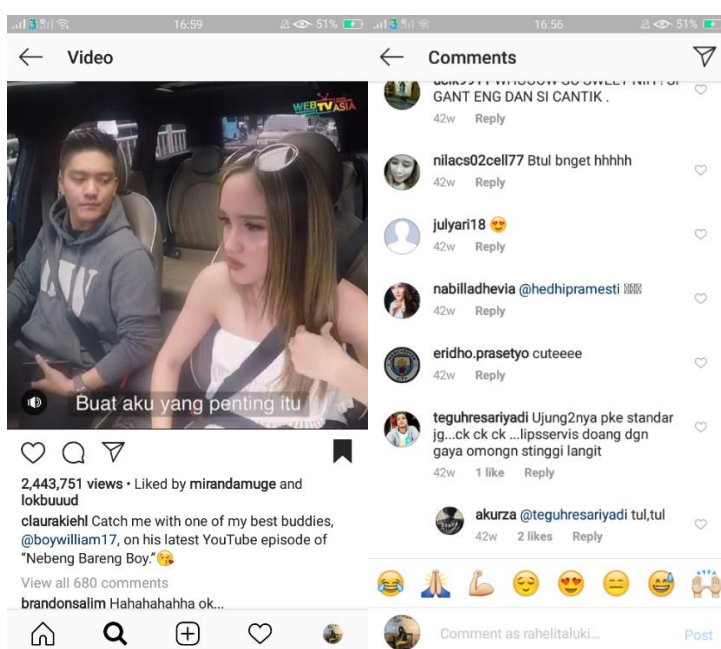 16:59
51%
Video
WEBTVASIA
Buat aku yang penting itu
2,443,751 views • Liked by mirandamuge and
lokbuuud
claurakiehl Catch me with one of my best buddies,
@boywilliam17, on his latest YouTube episode of
“Nebeng Bareng Boy.”😘
View all 680 comments
brandonsalim Hahahahahha ok...
16:56
51%
Comments
GANT ENG DAN SI CANTIK .
42w Reply
nilacs02cell77 Btul bnget hhhhh
42w Reply
julyari18 😍
42w Reply
nabilladhevia @hedhipramesti
42w Reply
eridho.prasetyo cuteeee
42w Reply
teguhresariyadi Ujung2nya pke standar
jg...ck ck ck ...lipsservis doang dgn
gaya omongn stinggi langit
42w 1 like Reply
akurza @teguhresariyadi tul,tul
42w 2 likes Reply
😂 🙏 💪 😌 😍 😑 😅 🙌
Comment as rahelitaluki...
Post